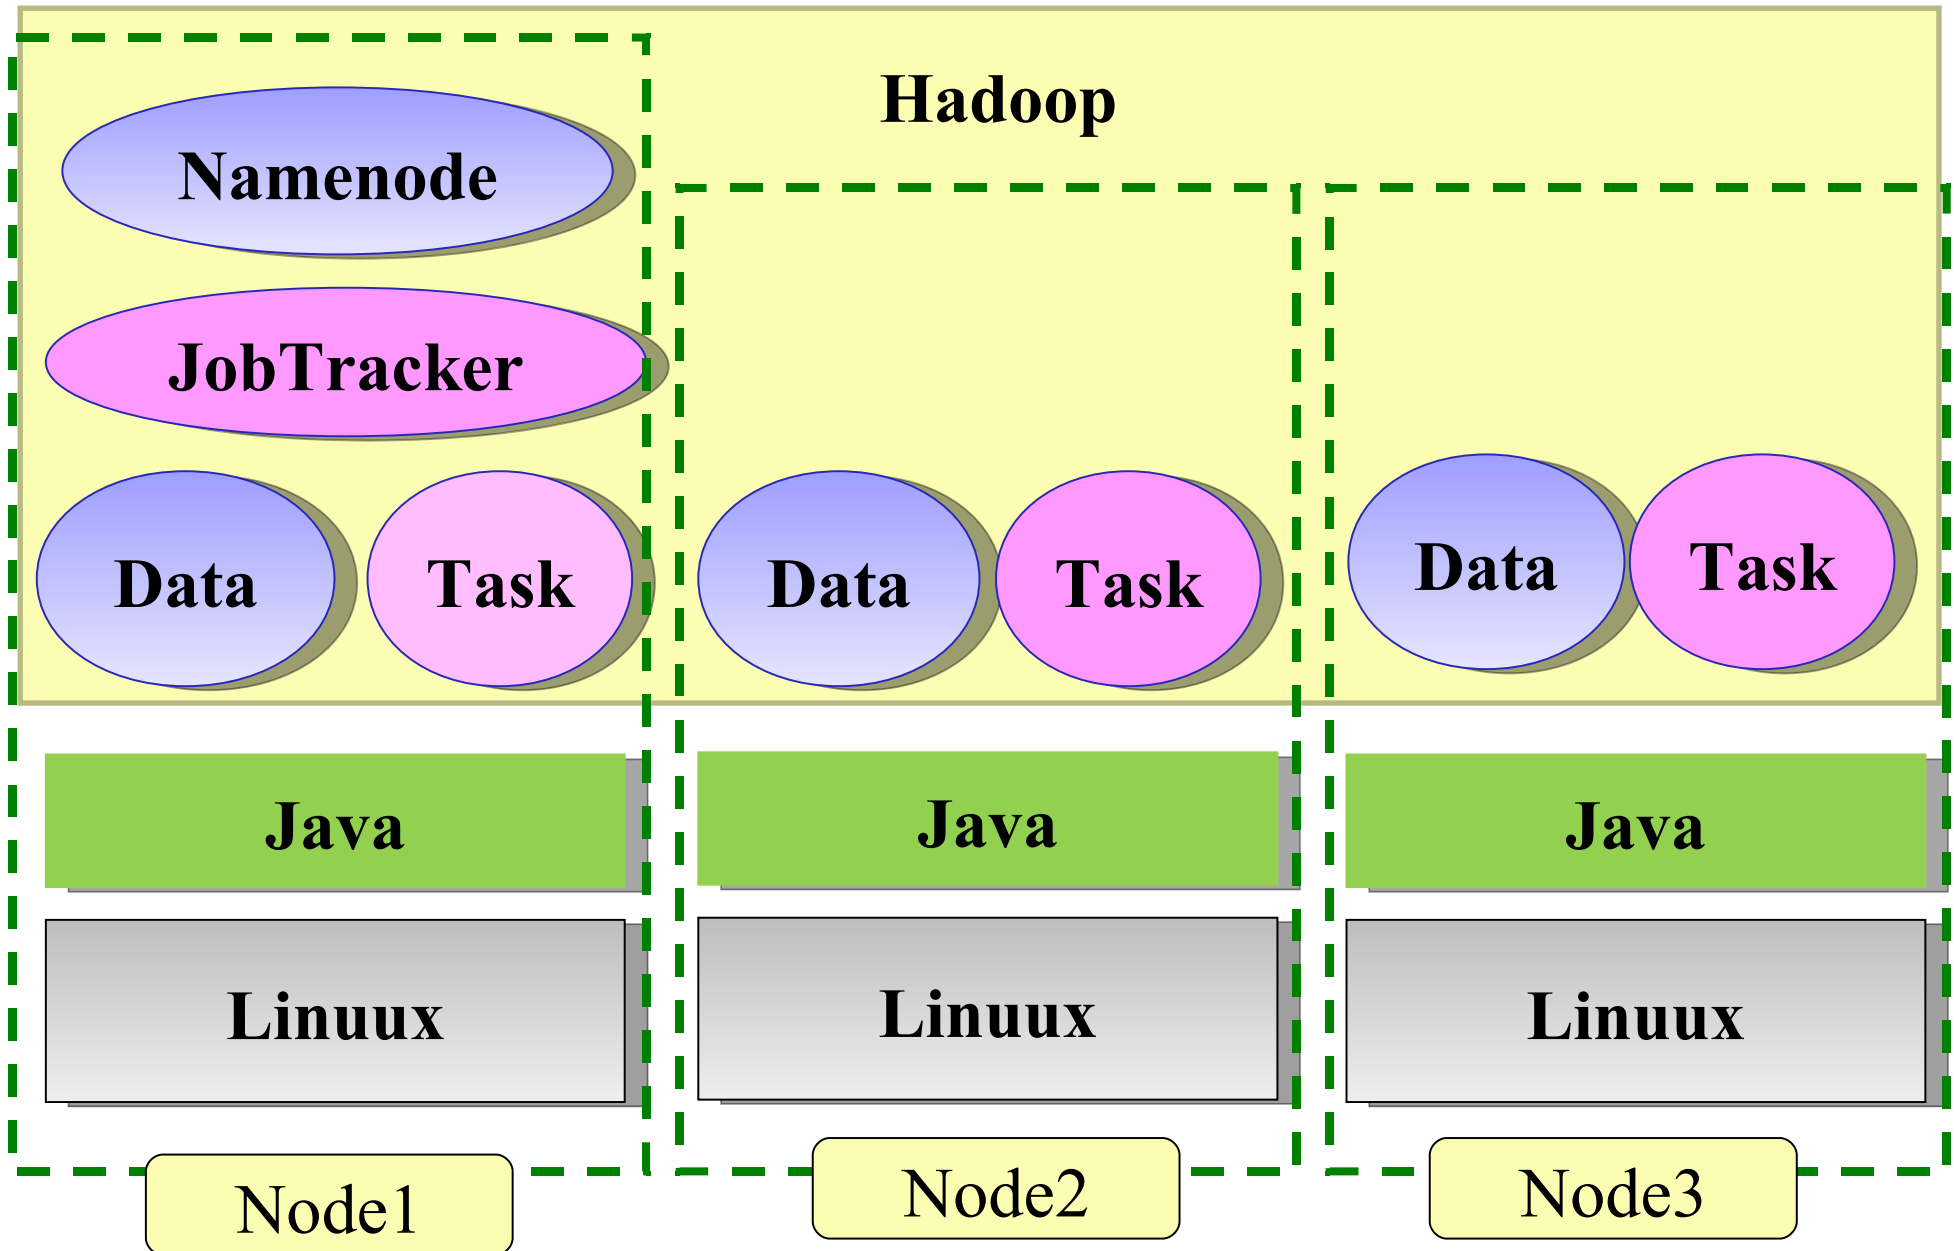 Hadoop
Namenode
JobTracker
Data Task Data Task Data Task
Java Java Java
Linuux Linuux Linuux
Node1 Node2 Node3